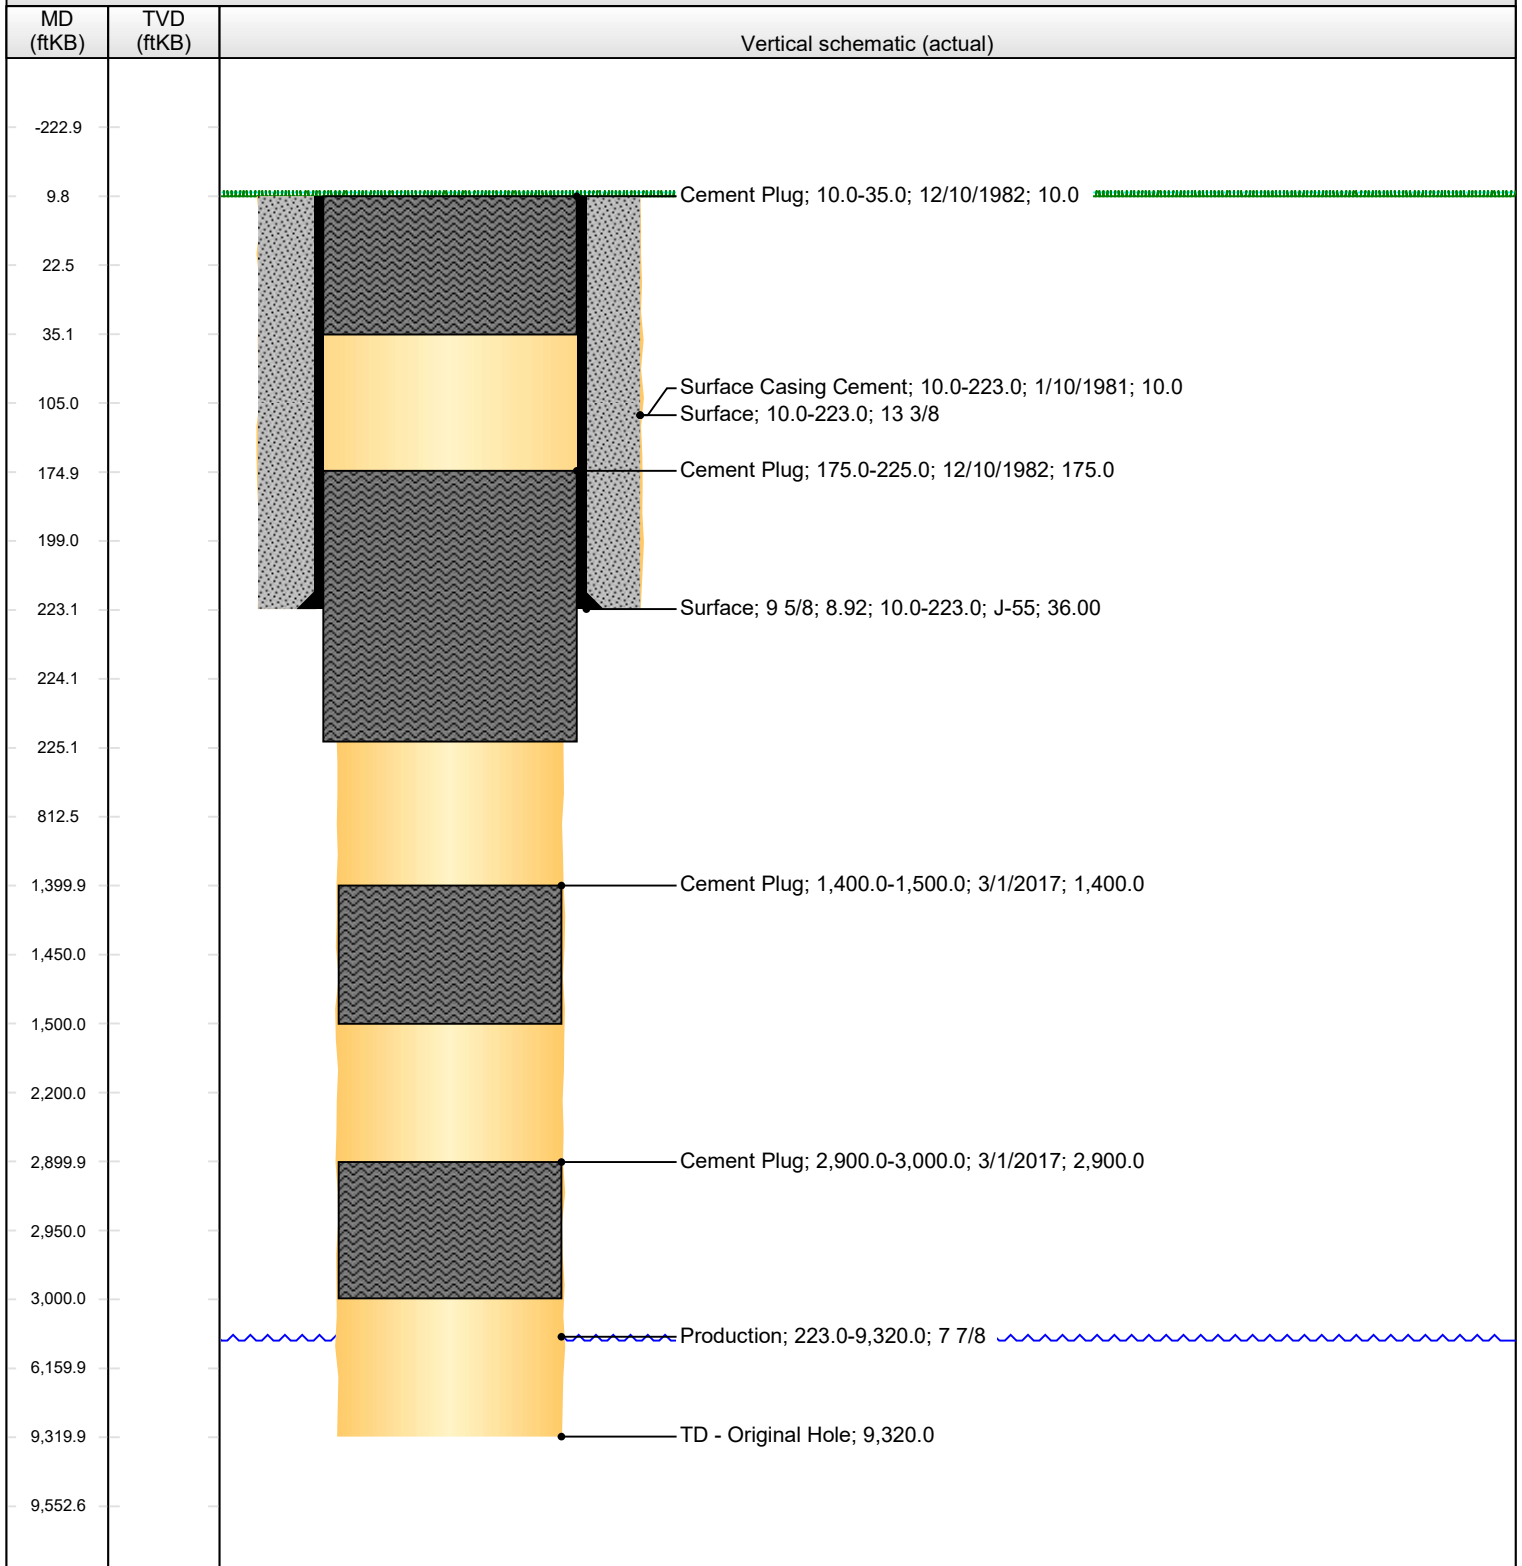 MD
(ftKB)
TVD
(ftKB)
Vertical schematic (actual)
-222.9
9.8
Cement Plug; 10.0-35.0; 12/10/1982; 10.0
22.5
35.1
Surface Casing Cement; 10.0-223.0; 1/10/1981; 10.0
105.0
Surface; 10.0-223.0; 13 3/8
174.9
Cement Plug; 175.0-225.0; 12/10/1982; 175.0
199.0
223.1
Surface; 9 5/8; 8.92; 10.0-223.0; J-55; 36.00
224.1
225.1
812.5
1,399.9
Cement Plug; 1,400.0-1,500.0; 3/1/2017; 1,400.0
1,450.0
1,500.0
2,200.0
2,899.9
Cement Plug; 2,900.0-3,000.0; 3/1/2017; 2,900.0
2,950.0
3,000.0
Production; 223.0-9,320.0; 7 7/8
6,159.9
9,319.9
TD - Original Hole; 9,320.0
9,552.6